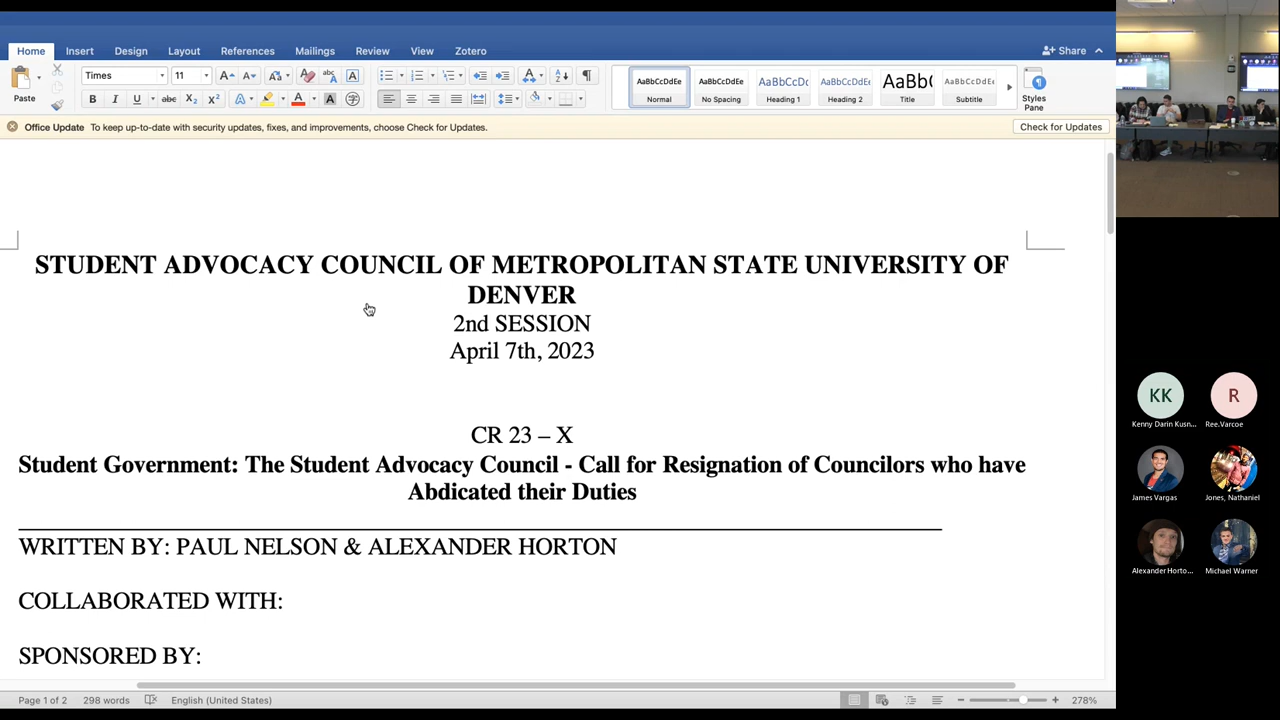 Home Insert Design Layout References Mailings Review View Zotero Share
Paste
Times 11
AaBbCcDdEe AaBbCcDdEe AaBbCcDc AaBbCcDdEe AaBb( AaBbCcDdEe
Normal No Spacing Heading 1 Heading 2 Title Subtitle
Styles
Pane
Office Update To keep up-to-date with security updates, fixes, and improvements, choose Check for Updates. Check for Updates
STUDENT ADVOCACY COUNCIL OF METROPOLITAN STATE UNIVERSITY OF
DENVER
2nd SESSION
April 7th, 2023
CR 23 – X
Student Government: The Student Advocacy Council - Call for Resignation of Councilors who have
Abdicated their Duties
WRITTEN BY: PAUL NELSON & ALEXANDER HORTON
COLLABORATED WITH:
SPONSORED BY:
Page 1 of 2 298 words English (United States) 278%
KK R
Kenny Darin Kusn... Ree.Varcoe
James Vargas Jones, Nathaniel
Alexander Horto... Michael Warner